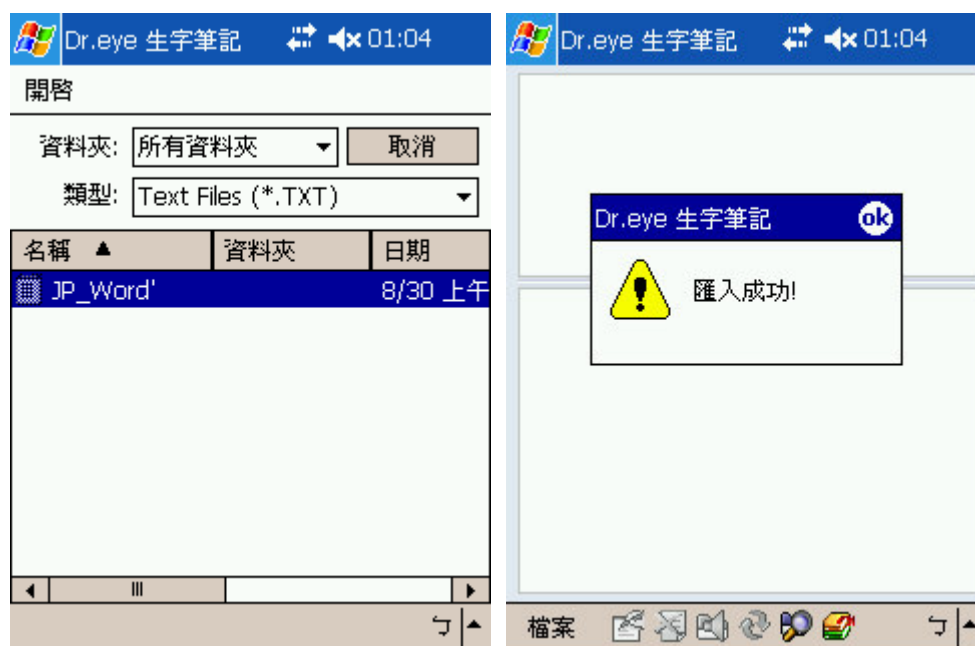 Dr.eye 生字筆記 01:04
開啓
資料夾: 所有資料夾 取消
類型: Text Files (*.TXT)
名稱 ▲ 資料夾 日期
JP_Word' 8/30 上午
ㄅ
Dr.eye 生字筆記 01:04
Dr.eye 生字筆記 ok
匯入成功!
檔案 ㄅ